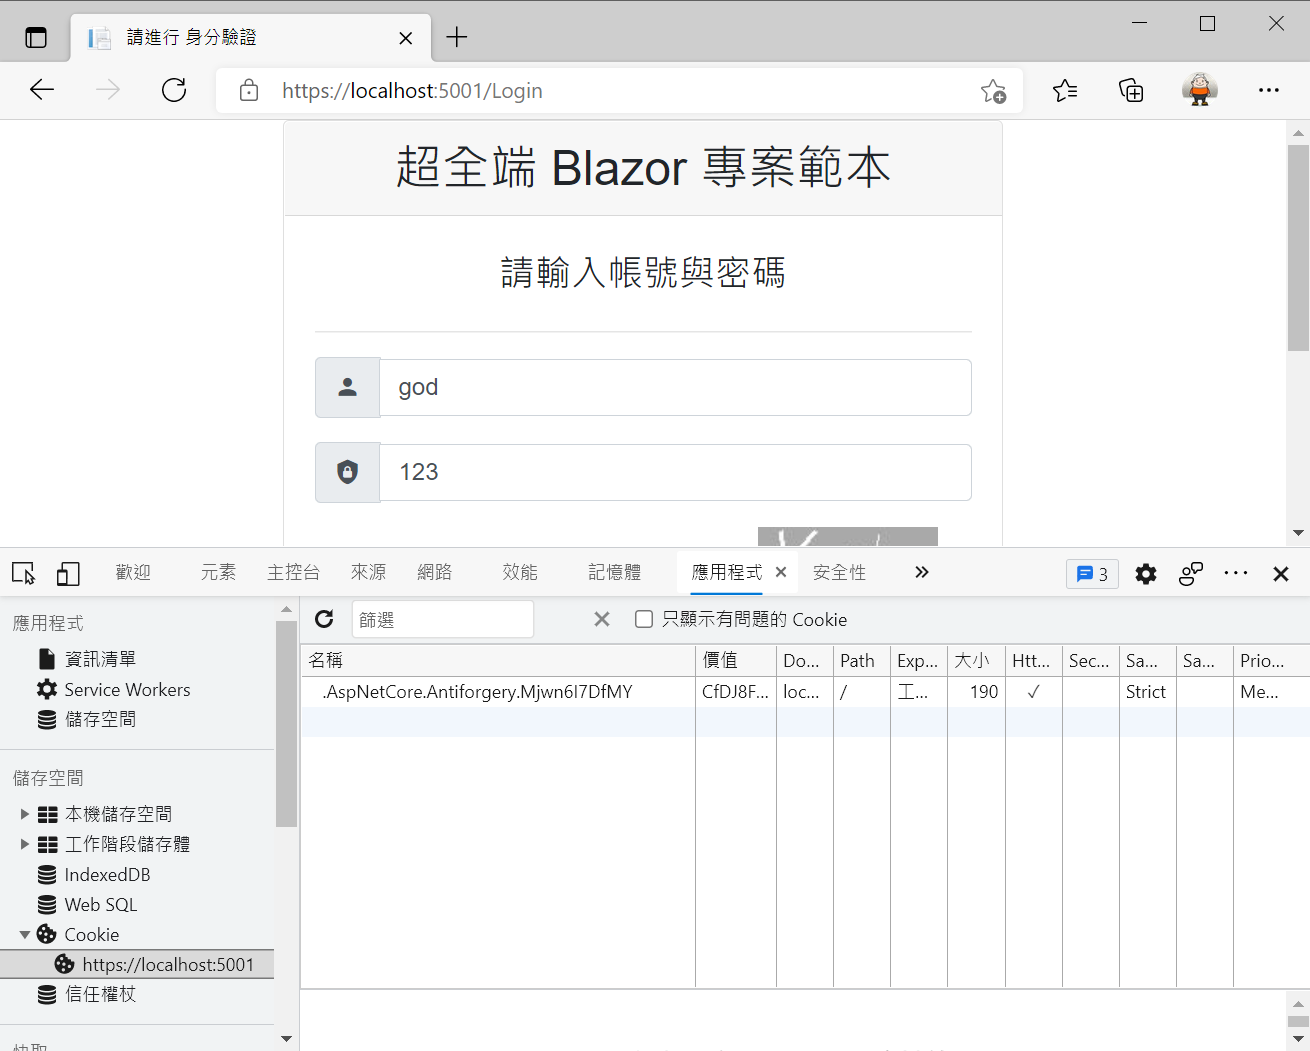 請進行 身分驗證
https://localhost:5001/Login
超全端 Blazor 專案範本
請輸入帳號與密碼
god
123
歡迎 元素 主控台 來源 網路 效能 記憶體 應用程式 安全性 3
應用程式
資訊清單
Service Workers
儲存空間
儲存空間
本機儲存空間
工作階段儲存體
IndexedDB
Web SQL
Cookie
https://localhost:5001
信任權杖
篩選 只顯示有問題的 Cookie
名稱 價值 Do... Path Exp... 大小 Htt... Sec... Sa... Sa... Prio...
.AspNetCore.Antiforgery.Mjwn6I7DfMY CfDJ8F... loc... / 工... 190 ✓ Strict Me...